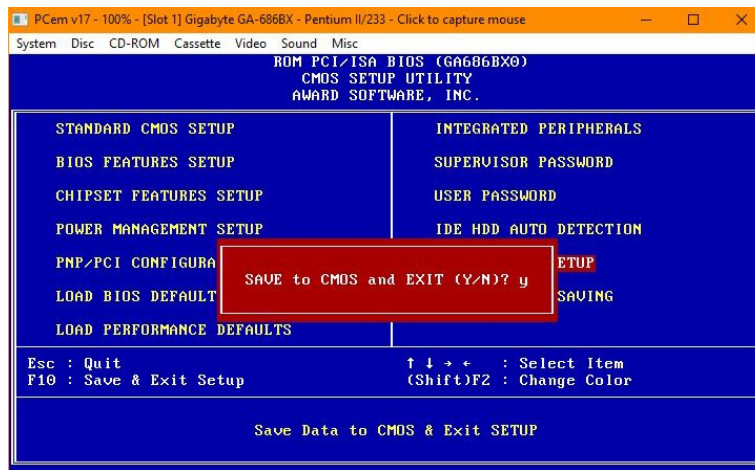 PCem v17 - 100% - [Slot 1] Gigabyte GA-686BX - Pentium II/233 - Click to capture mouse
System Disc CD-ROM Cassette Video Sound Misc
ROM PCI/ISA BIOS (GA686BX0)
CMOS SETUP UTILITY
AWARD SOFTWARE, INC.
STANDARD CMOS SETUP
BIOS FEATURES SETUP
CHIPSET FEATURES SETUP
POWER MANAGEMENT SETUP
PNP/PCI CONFIGURA
LOAD BIOS DEFAULT
LOAD PERFORMANCE DEFAULTS
INTEGRATED PERIPHERALS
SUPERVISOR PASSWORD
USER PASSWORD
IDE HDD AUTO DETECTION
ETUP
SAVING
SAVE to CMOS and EXIT (Y/N)? y
Esc : Quit
F10 : Save & Exit Setup
↑ ↓ → ← : Select Item
(Shift)F2 : Change Color
Save Data to CMOS & Exit SETUP